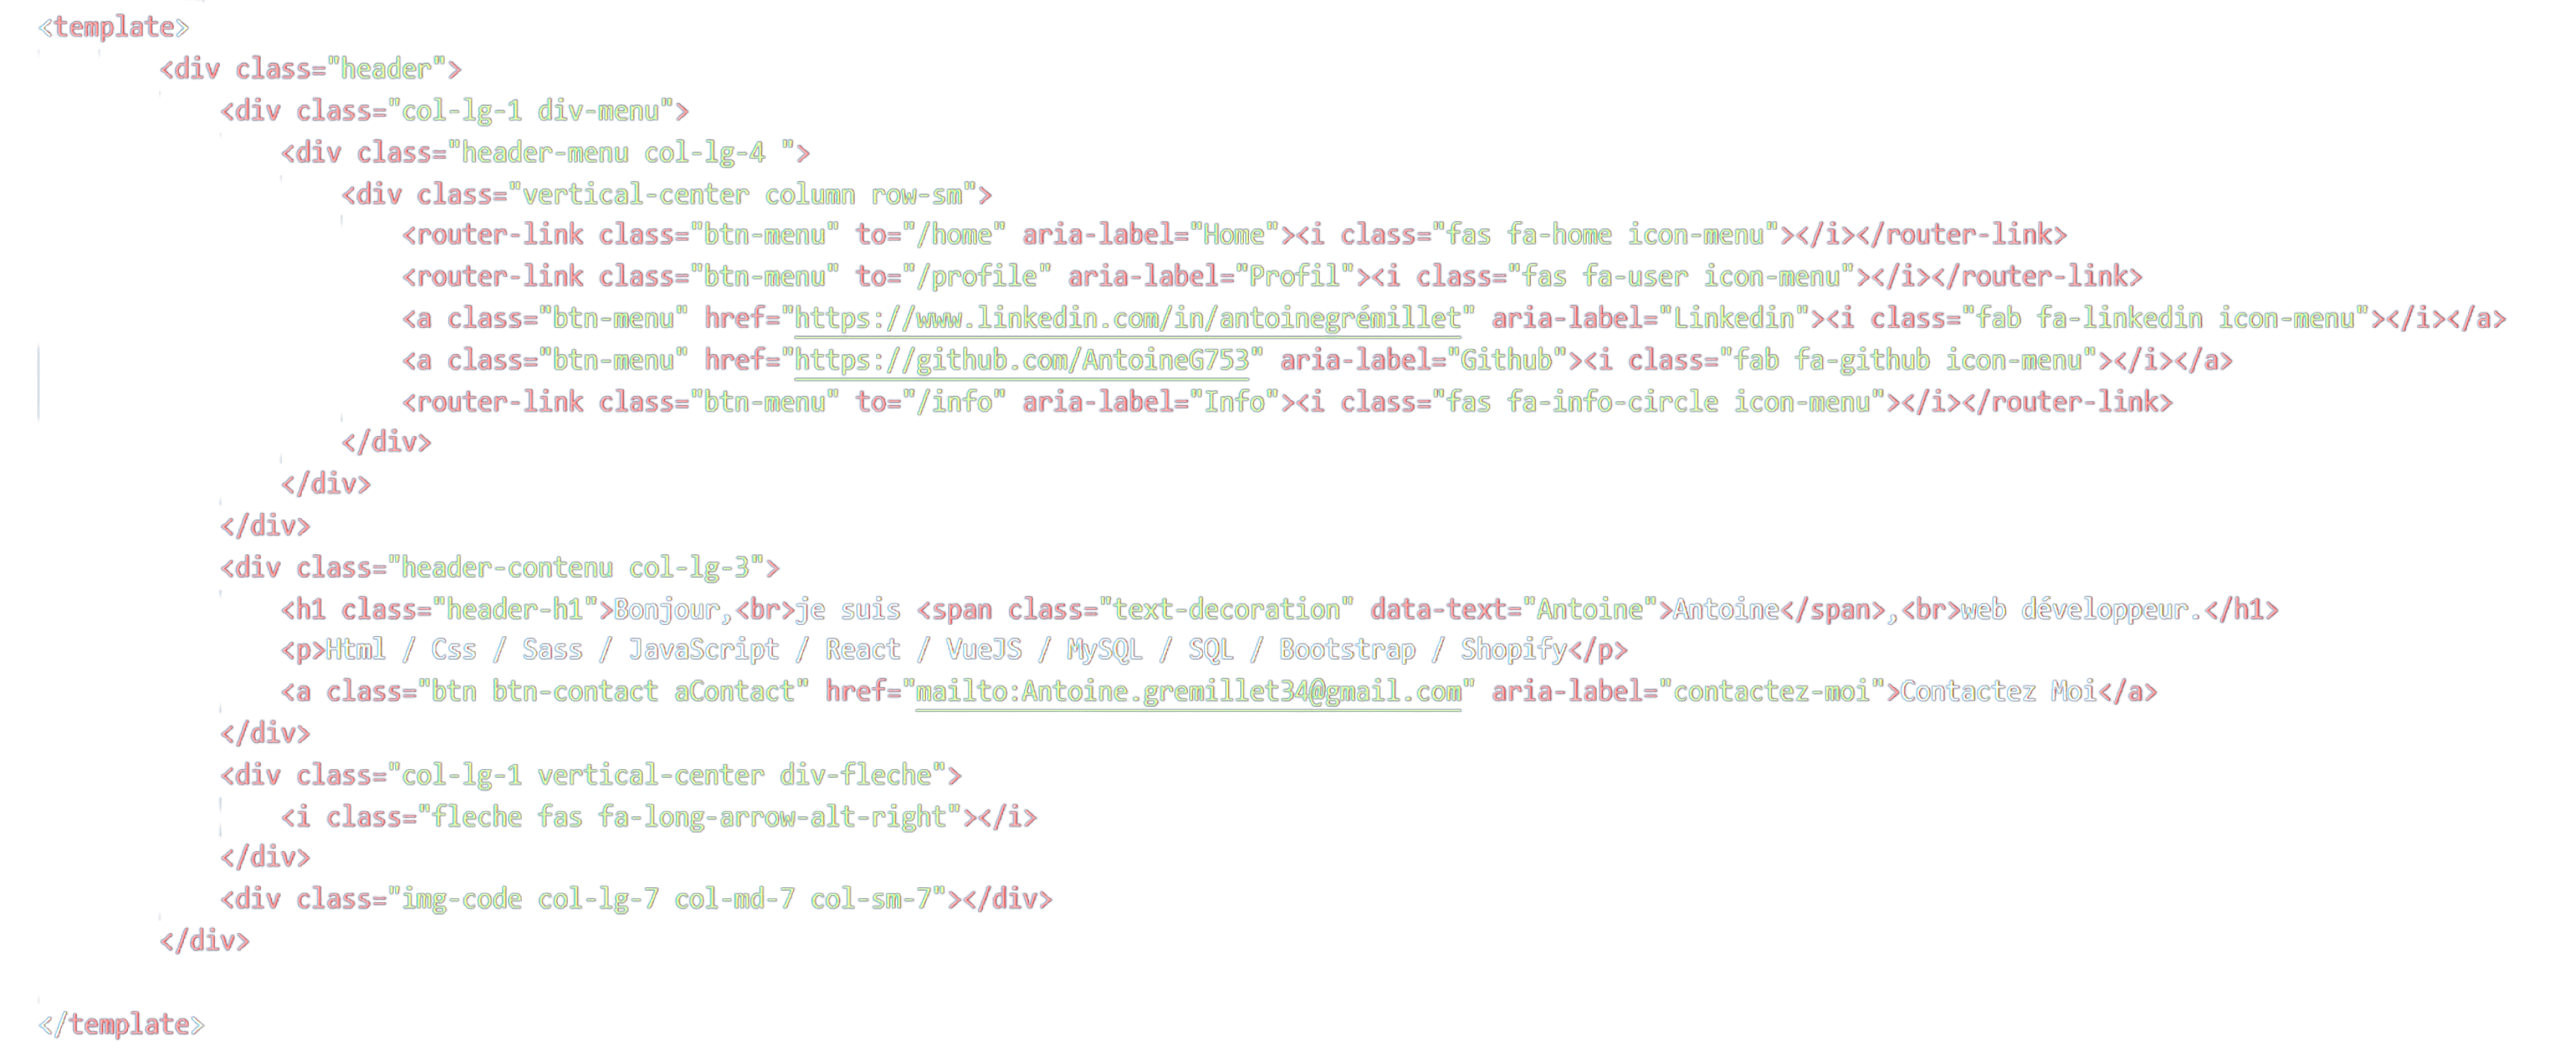 <template>
<div class="header">
<div class="col-lg-1 div-menu">
<div class="header-menu col-lg-4 ">
<div class="vertical-center column row-sm">
<router-link class="btn-menu" to="/home" aria-label="Home"><i class="fas fa-home icon-menu"></i></router-link>
<router-link class="btn-menu" to="/profile" aria-label="Profil"><i class="fas fa-user icon-menu"></i></router-link>
<a class="btn-menu" href="https://www.linkedin.com/in/antoinegrémillet" aria-label="Linkedin"><i class="fab fa-linkedin icon-menu"></i></a>
<a class="btn-menu" href="https://github.com/AntoineG753" aria-label="Github"><i class="fab fa-github icon-menu"></i></a>
<router-link class="btn-menu" to="/info" aria-label="Info"><i class="fas fa-info-circle icon-menu"></i></router-link>
</div>
</div>
</div>
<div class="header-contenu col-lg-3">
<h1 class="header-h1">Bonjour,<br>je suis <span class="text-decoration" data-text="Antoine">Antoine</span>,<br>web développeur.</h1>
<p>Html / Css / Sass / JavaScript / React / VueJS / MySQL / SQL / Bootstrap / Shopify</p>
<a class="btn btn-contact aContact" href="mailto:Antoine.gremillet34@gmail.com" aria-label="contactez-moi">Contactez Moi</a>
</div>
<div class="col-lg-1 vertical-center div-fleche">
<i class="fleche fas fa-long-arrow-alt-right"></i>
</div>
<div class="img-code col-lg-7 col-md-7 col-sm-7"></div>
</div>
</template>